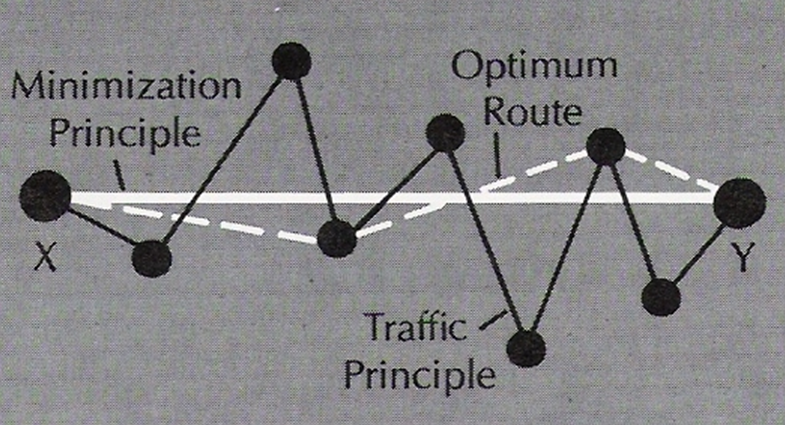 Minimization
Principle
Optimum
Route
X
Y
Traffic
Principle